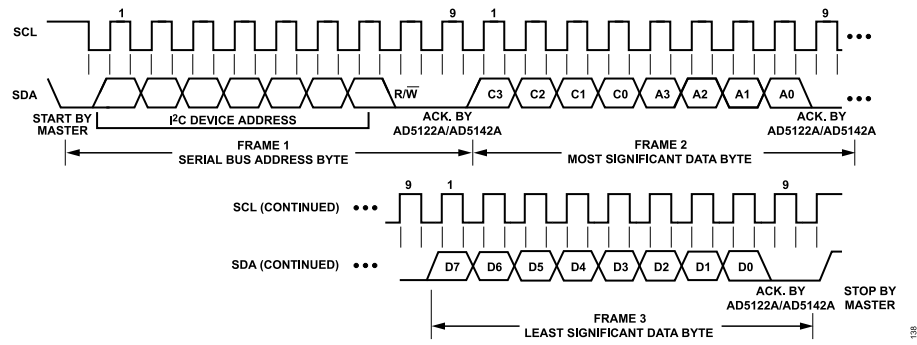 1 9 1 9
SCL
SDA
C3 C2 C1 C0 A3 A2 A1 A0
R/W̅
START BY
MASTER
I²C DEVICE ADDRESS
ACK. BY
AD5122A/AD5142A
ACK. BY
AD5122A/AD5142A
FRAME 1
SERIAL BUS ADDRESS BYTE
FRAME 2
MOST SIGNIFICANT DATA BYTE
9 1 9
SCL (CONTINUED)
SDA (CONTINUED)
D7 D6 D5 D4 D3 D2 D1 D0
ACK. BY
AD5122A/AD5142A
STOP BY
MASTER
FRAME 3
LEAST SIGNIFICANT DATA BYTE
138